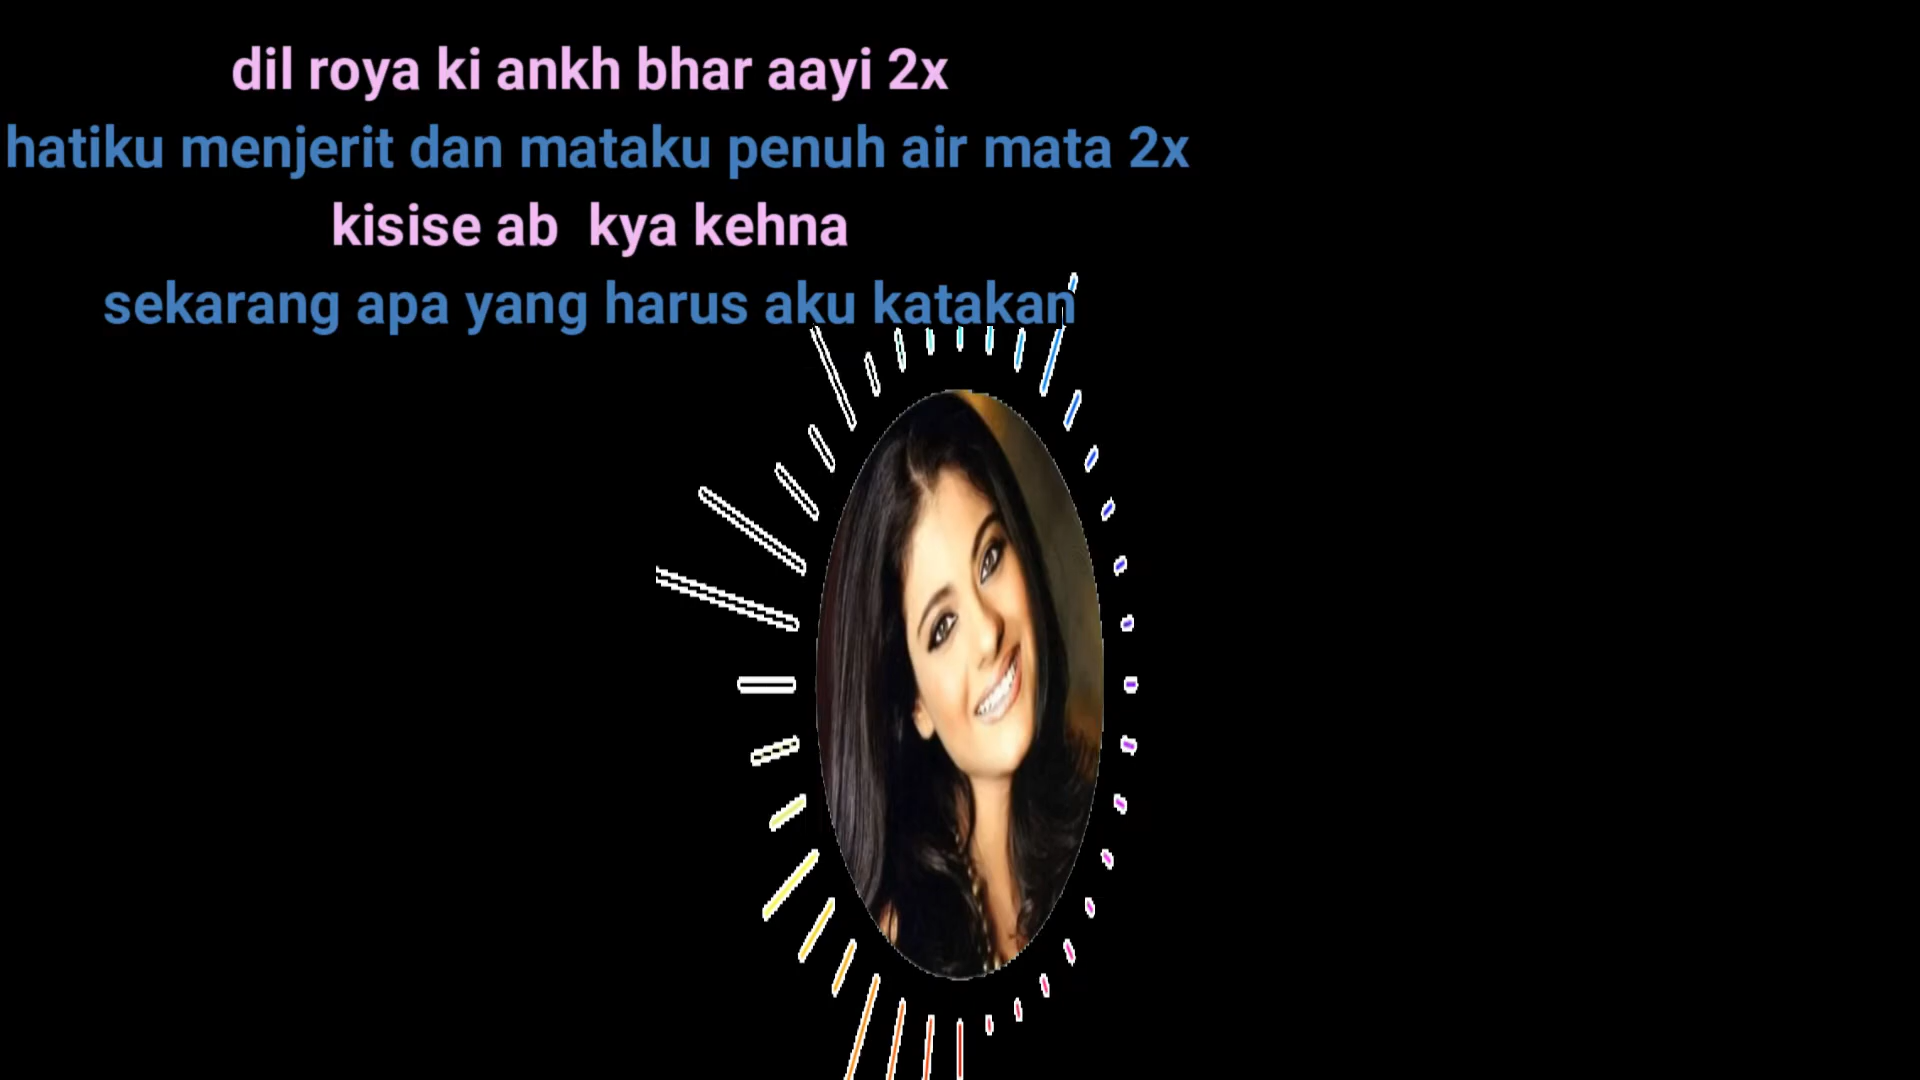 dil roya ki ankh bhar aayi 2x
hatiku menjerit dan mataku penuh air mata 2x
kisise ab  kya kehna
sekarang apa yang harus aku katakan